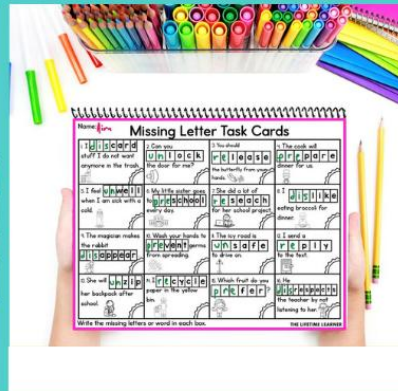 Name: Kira
Missing Letter Task Cards
1. I discard
stuff I do not want
anymore in the trash.
2. Can you
unlock
the door for me?
3. You should
release
the butterfly from your
hands.
4. The cook will
prepare
dinner for us.
5. I feel unwell
when I am sick with a
cold.
6. My little sister goes
to preschool
every day.
7. She did a lot of
reseach
for her school project.
8. I
dislike
eating broccoli for
dinner.
9. The magician makes
the rabbit
disappear
10. Wash your hands to
prevent germs
from spreading.
11. The icy road is
unsafe
to drive on.
12. I send a
reply
to the text.
13. She will unzip
her backpack after
school.
14. I recycle
paper in the yellow
bin.
15. Which fruit do you
prefer?
16. He
disrespects
the teacher by not
listening to her.
Write the missing letters or word in each box.
THE LIFETIME LEARNER